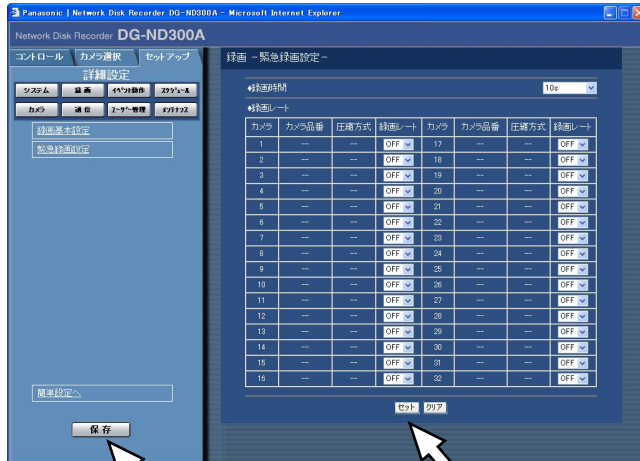 Panasonic | Network Disk Recorder DG-ND300A - Microsoft Internet Explorer
Network Disk Recorder DG-ND300A
コントロール カメラ選択 セットアップ
詳細設定
システム 録画 イベント動作 スケジュール
カメラ 通信 ユーザー管理 メンテナンス
録画基本設定
緊急録画設定
簡単設定へ
保存
録画 －緊急録画設定－
◆録画時間 10s
◆録画レート
カメラ カメラ品番 圧縮方式 録画レート カメラ カメラ品番 圧縮方式 録画レート
1 -- -- OFF 17 -- -- OFF
2 -- -- OFF 18 -- -- OFF
3 -- -- OFF 19 -- -- OFF
4 -- -- OFF 20 -- -- OFF
5 -- -- OFF 21 -- -- OFF
6 -- -- OFF 22 -- -- OFF
7 -- -- OFF 23 -- -- OFF
8 -- -- OFF 24 -- -- OFF
9 -- -- OFF 25 -- -- OFF
10 -- -- OFF 26 -- -- OFF
11 -- -- OFF 27 -- -- OFF
12 -- -- OFF 28 -- -- OFF
13 -- -- OFF 29 -- -- OFF
14 -- -- OFF 30 -- -- OFF
15 -- -- OFF 31 -- -- OFF
16 -- -- OFF 32 -- -- OFF
セット クリア